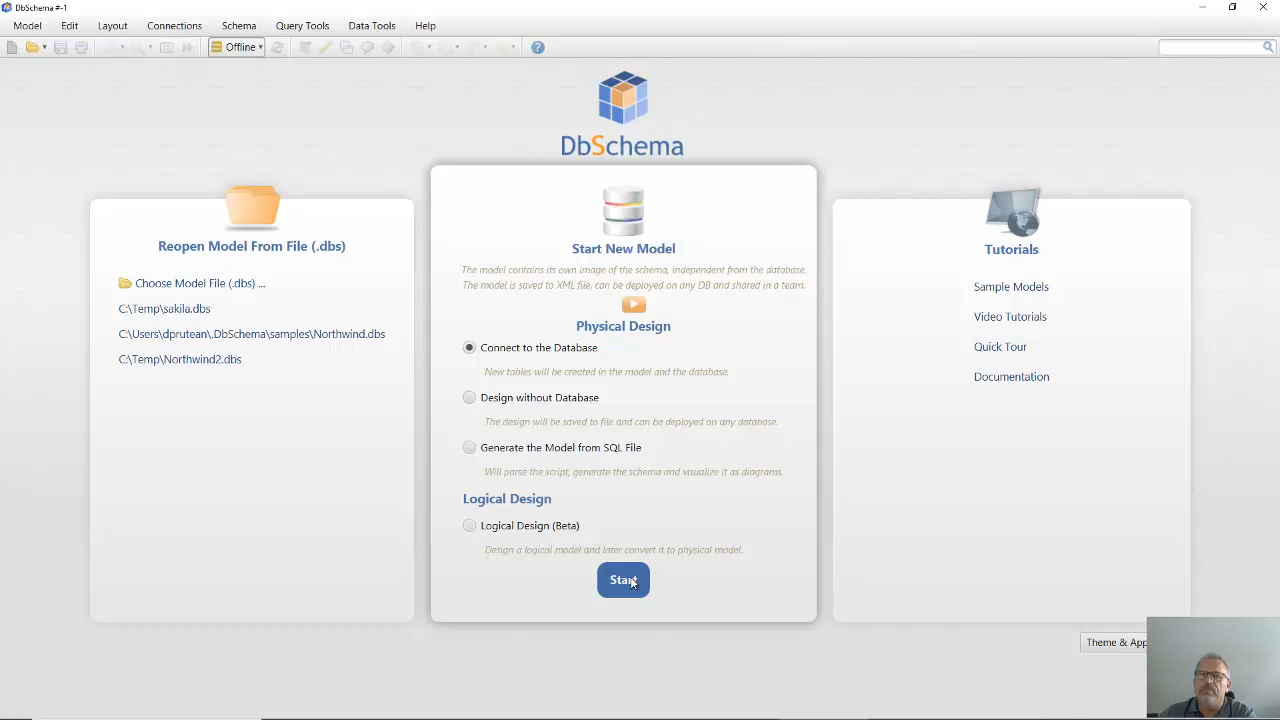 DbSchema #-1
Model Edit Layout Connections Schema Query Tools Data Tools Help
Offline
DbSchema
Reopen Model From File (.dbs)
Choose Model File (.dbs) ...
C:\Temp\sakila.dbs
C:\Users\dprutean\.DbSchema\samples\Northwind.dbs
C:\Temp\Northwind2.dbs
Start New Model
The model contains its own image of the schema, independent from the database.
The model is saved to XML file, can be deployed on any DB and shared in a team.
Physical Design
Connect to the Database
New tables will be created in the model and the database.
Design without Database
The design will be saved to file and can be deployed on any database.
Generate the Model from SQL File
Will parse the script, generate the schema and visualize it as diagrams.
Logical Design
Logical Design (Beta)
Design a logical model and later convert it to physical model.
Start
Tutorials
Sample Models
Video Tutorials
Quick Tour
Documentation
Theme & App